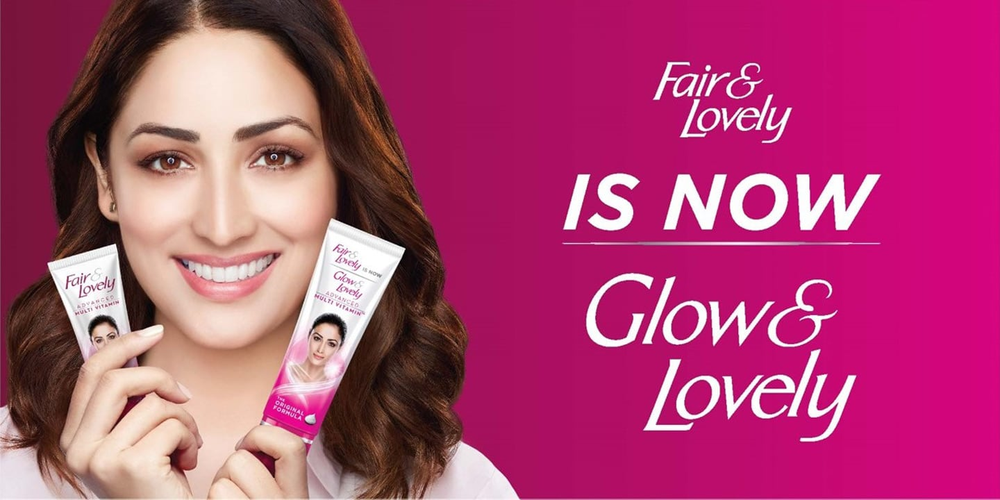 Fair &
Lovely
IS NOW
Glow &
Lovely
Fair &
Lovely
ADVANCED
MULTI VITAMIN
Fair &
Lovely IS NOW
Glow &
Lovely
ADVANCED
MULTI VITAMIN™
THE
ORIGINAL
FORMULA